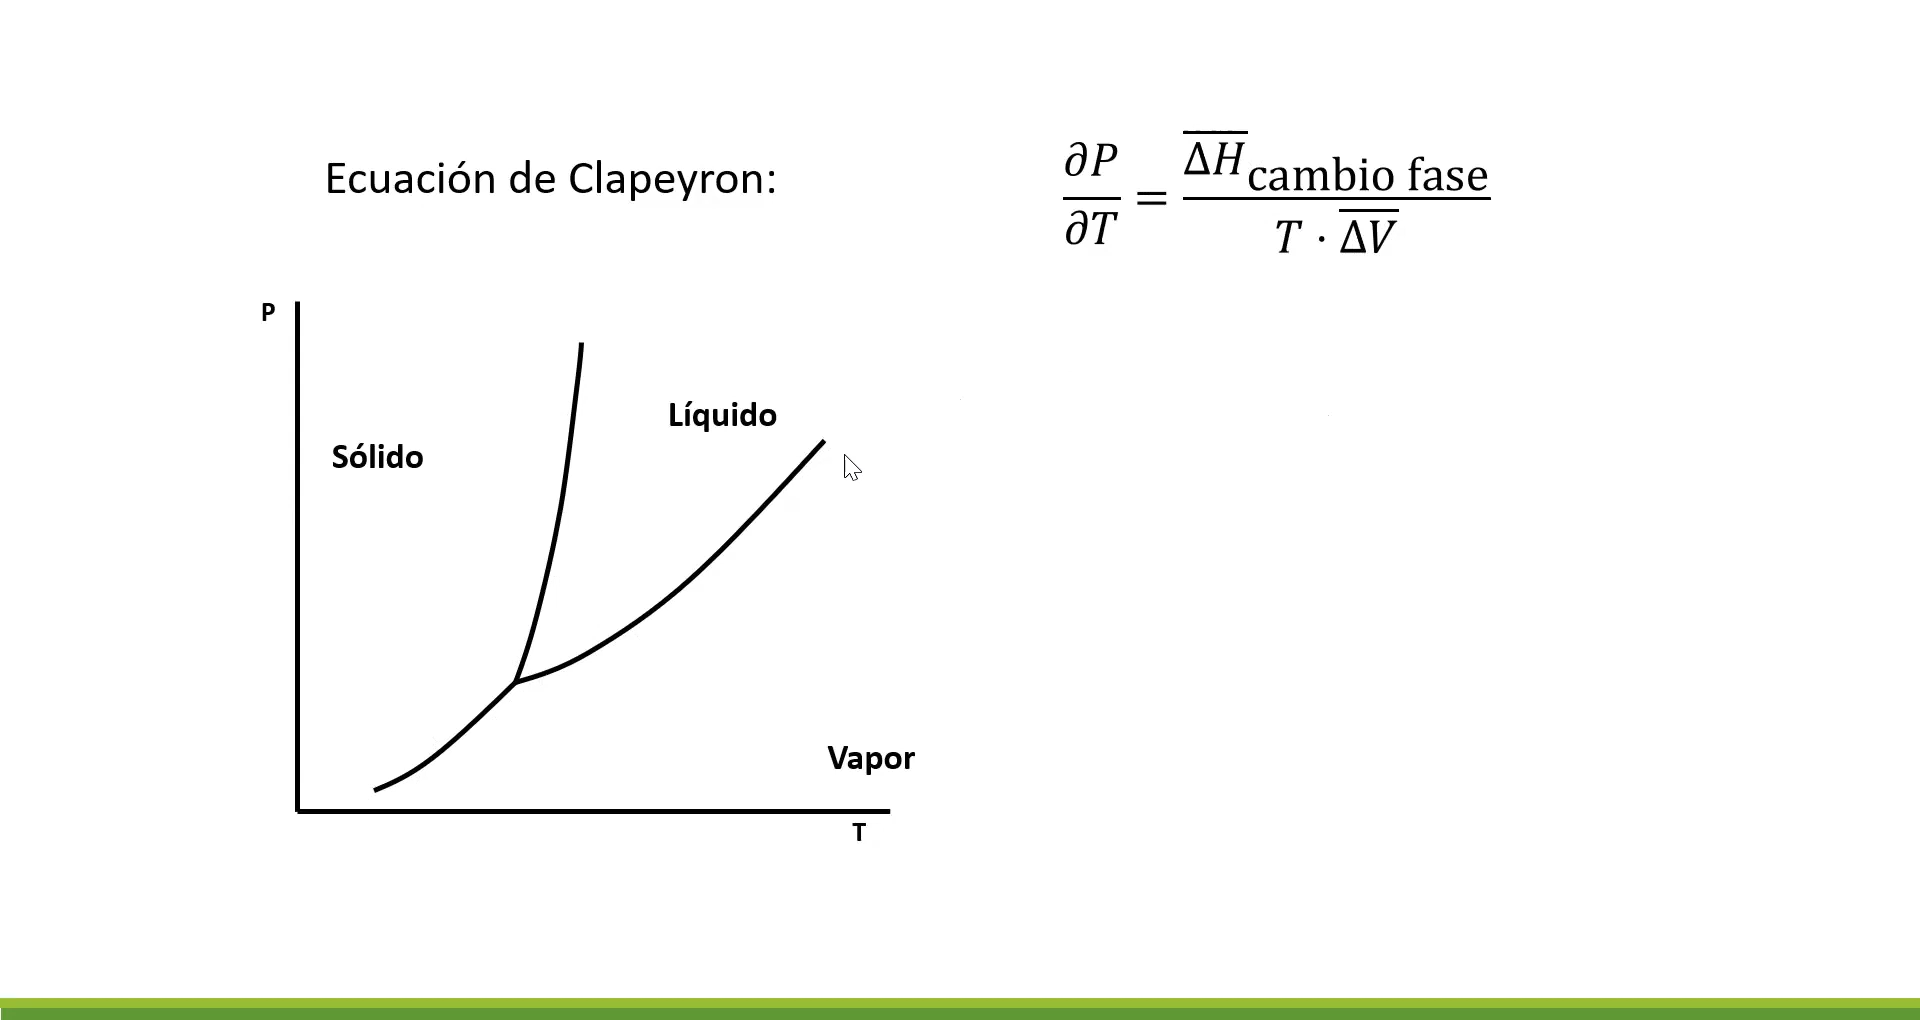 Ecuación de Clapeyron:
∂P/∂T = ΔH̅ cambio fase / T · ΔV̅
P
Líquido
Sólido
Vapor
T